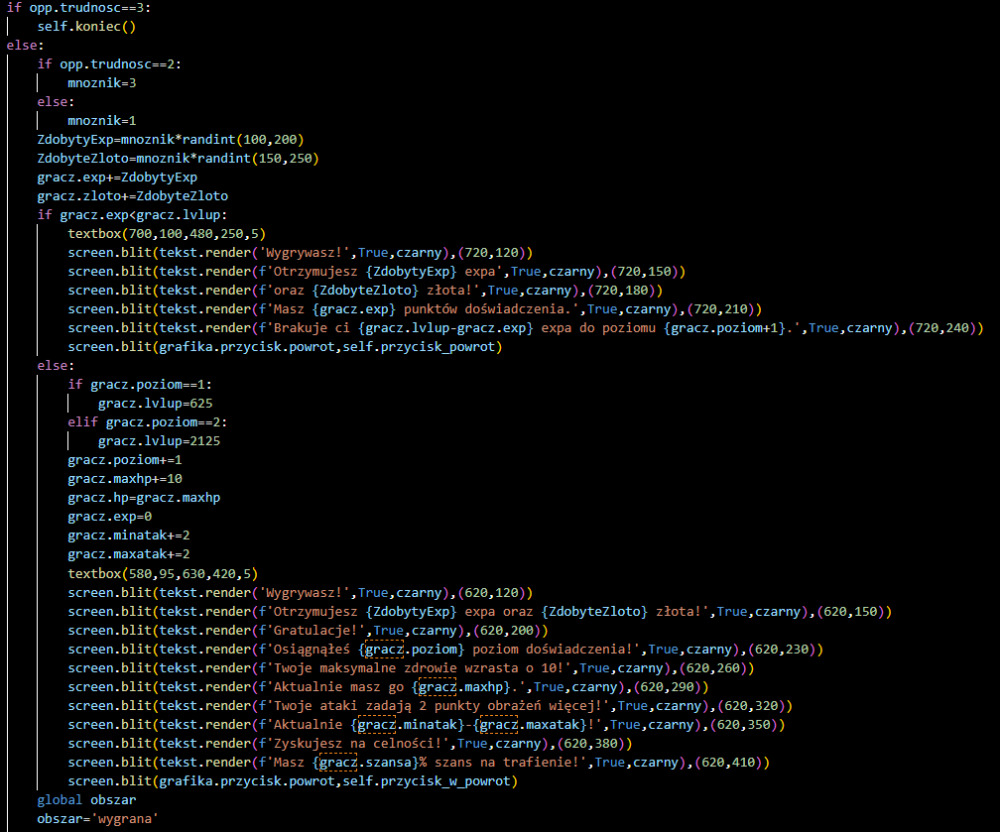 if opp.trudnosc==3:
    self.koniec()
else:
    if opp.trudnosc==2:
        mnoznik=3
    else:
        mnoznik=1
    ZdobytyExp=mnoznik*randint(100,200)
    ZdobyteZloto=mnoznik*randint(150,250)
    gracz.exp+=ZdobytyExp
    gracz.zloto+=ZdobyteZloto
    if gracz.exp<gracz.lvlup:
        textbox(700,100,480,250,5)
        screen.blit(tekst.render('Wygrywasz!',True,czarny),(720,120))
        screen.blit(tekst.render(f'Otrzymujesz {ZdobytyExp} expa',True,czarny),(720,150))
        screen.blit(tekst.render(f'oraz {ZdobyteZloto} złota!',True,czarny),(720,180))
        screen.blit(tekst.render(f'Masz {gracz.exp} punktów doświadczenia.',True,czarny),(720,210))
        screen.blit(tekst.render(f'Brakuje ci {gracz.lvlup-gracz.exp} expa do poziomu {gracz.poziom+1}.',True,czarny),(720,240))
        screen.blit(grafika.przycisk.powrot,self.przycisk_powrot)
    else:
        if gracz.poziom==1:
            gracz.lvlup=625
        elif gracz.poziom==2:
            gracz.lvlup=2125
        gracz.poziom+=1
        gracz.maxhp+=10
        gracz.hp=gracz.maxhp
        gracz.exp=0
        gracz.minatak+=2
        gracz.maxatak+=2
        textbox(580,95,630,420,5)
        screen.blit(tekst.render('Wygrywasz!',True,czarny),(620,120))
        screen.blit(tekst.render(f'Otrzymujesz {ZdobytyExp} expa oraz {ZdobyteZloto} złota!',True,czarny),(620,150))
        screen.blit(tekst.render(f'Gratulacje!',True,czarny),(620,200))
        screen.blit(tekst.render(f'Osiągnąłeś {gracz.poziom} poziom doświadczenia!',True,czarny),(620,230))
        screen.blit(tekst.render(f'Twoje maksymalne zdrowie wzrasta o 10!',True,czarny),(620,260))
        screen.blit(tekst.render(f'Aktualnie masz go {gracz.maxhp}.',True,czarny),(620,290))
        screen.blit(tekst.render(f'Twoje ataki zadają 2 punkty obrażeń więcej!',True,czarny),(620,320))
        screen.blit(tekst.render(f'Aktualnie {gracz.minatak}-{gracz.maxatak}!',True,czarny),(620,350))
        screen.blit(tekst.render(f'Zyskujesz na celności!',True,czarny),(620,380))
        screen.blit(tekst.render(f'Masz {gracz.szansa}% szans na trafienie!',True,czarny),(620,410))
        screen.blit(grafika.przycisk.powrot,self.przycisk_w_powrot)
    global obszar
    obszar='wygrana'